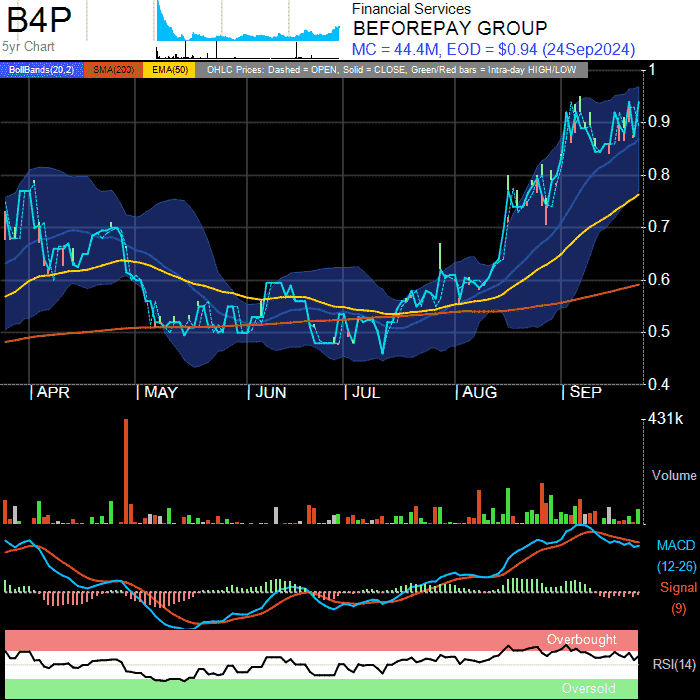 B4P
5yr Chart
Financial Services
BEFOREPAY GROUP
MC = 44.4M, EOD = $0.94 (24Sep2024)
BollBands(20,2) SMA(200) EMA(50) OHLC Prices: Dashed = OPEN, Solid = CLOSE, Green/Red bars = Intra-day HIGH/LOW
1
0.9
0.8
0.7
0.6
0.5
0.4
APR MAY JUN JUL AUG SEP
431k
Volume
MACD
(12-26)
Signal
(9)
Overbought
RSI(14)
Oversold